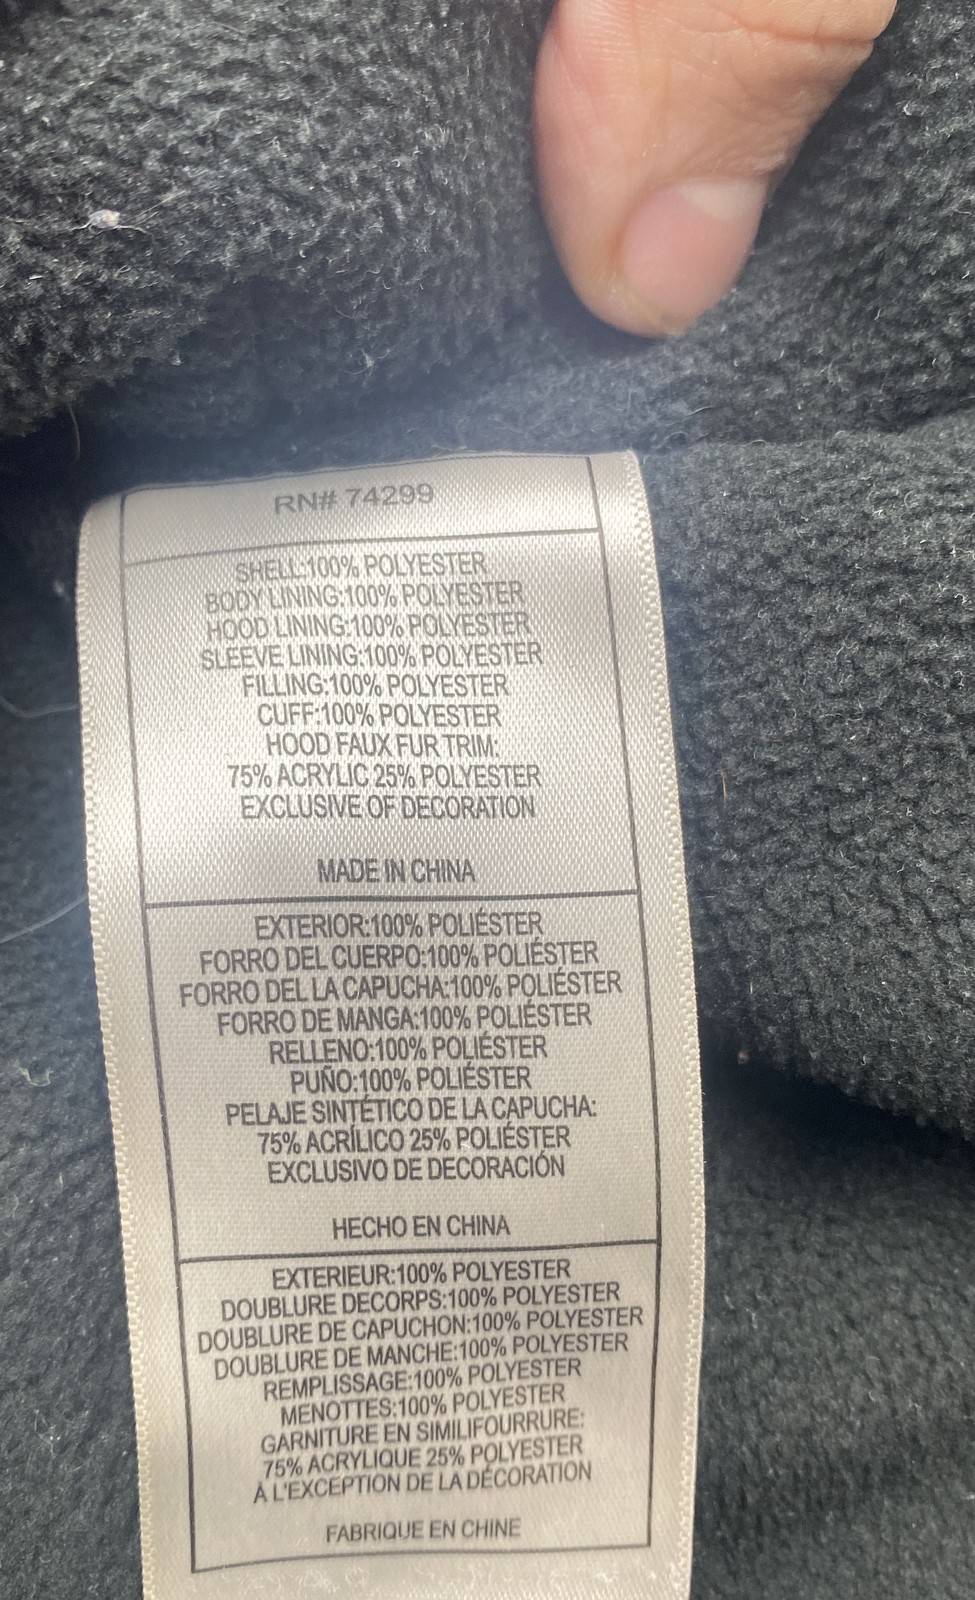 RN# 74299
SHELL:100% POLYESTER
BODY LINING:100% POLYESTER
HOOD LINING:100% POLYESTER
SLEEVE LINING:100% POLYESTER
FILLING:100% POLYESTER
CUFF:100% POLYESTER
HOOD FAUX FUR TRIM:
75% ACRYLIC 25% POLYESTER
EXCLUSIVE OF DECORATION
MADE IN CHINA
EXTERIOR:100% POLIÉSTER
FORRO DEL CUERPO:100% POLIÉSTER
FORRO DEL LA CAPUCHA:100% POLIÉSTER
FORRO DE MANGA:100% POLIÉSTER
RELLENO:100% POLIÉSTER
PUÑO:100% POLIÉSTER
PELAJE SINTÉTICO DE LA CAPUCHA:
75% ACRÍLICO 25% POLIÉSTER
EXCLUSIVO DE DECORACIÓN
HECHO EN CHINA
EXTERIEUR:100% POLYESTER
DOUBLURE DECORPS:100% POLYESTER
DOUBLURE DE CAPUCHON:100% POLYESTER
DOUBLURE DE MANCHE:100% POLYESTER
REMPLISSAGE:100% POLYESTER
MENOTTES:100% POLYESTER
GARNITURE EN SIMILIFOURRURE:
75% ACRYLIQUE 25% POLYESTER
À L'EXCEPTION DE LA DÉCORATION
FABRIQUE EN CHINE